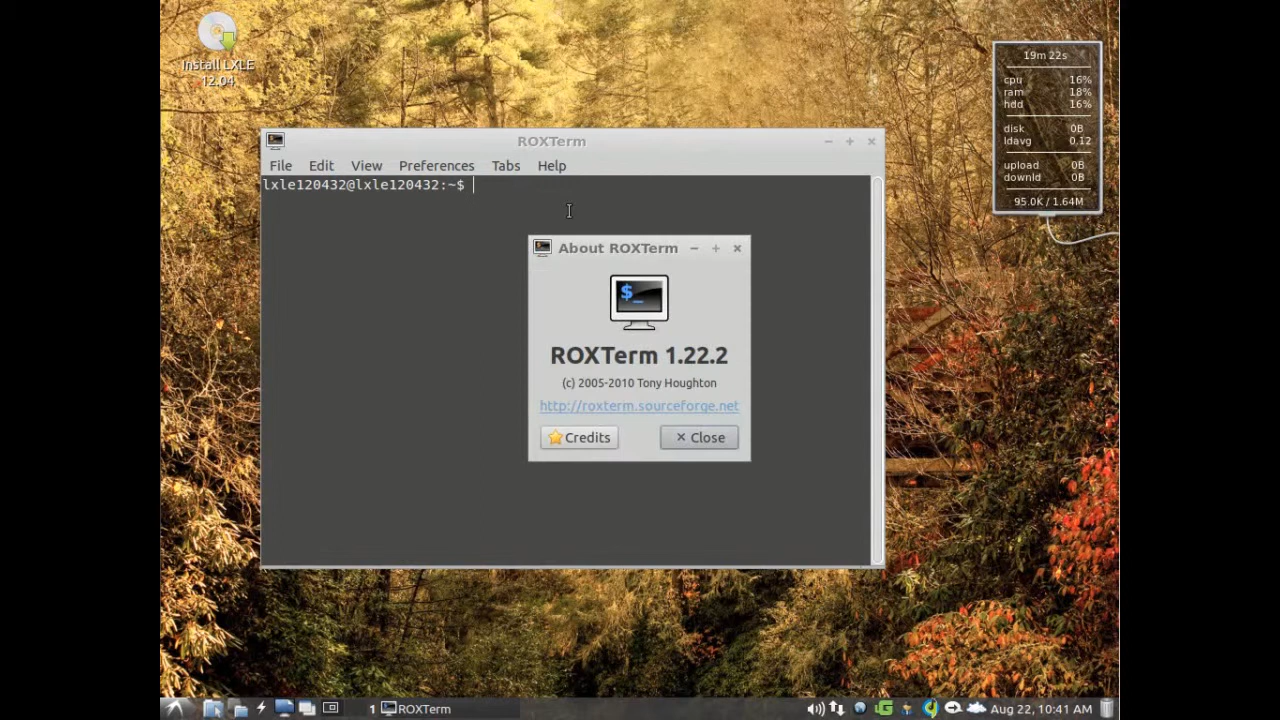 Install LXLE
12.04
19m 22s
cpu 16%
ram 18%
hdd 16%
disk 0B
ldavg 0.12
upload 0B
downld 0B
95.0K / 1.64M
ROXTerm
File Edit View Preferences Tabs Help
lxle120432@lxle120432:~$
About ROXTerm
$_
ROXTerm 1.22.2
(c) 2005-2010 Tony Houghton
http://roxterm.sourceforge.net
Credits Close
1 ROXTerm Aug 22, 10:41 AM